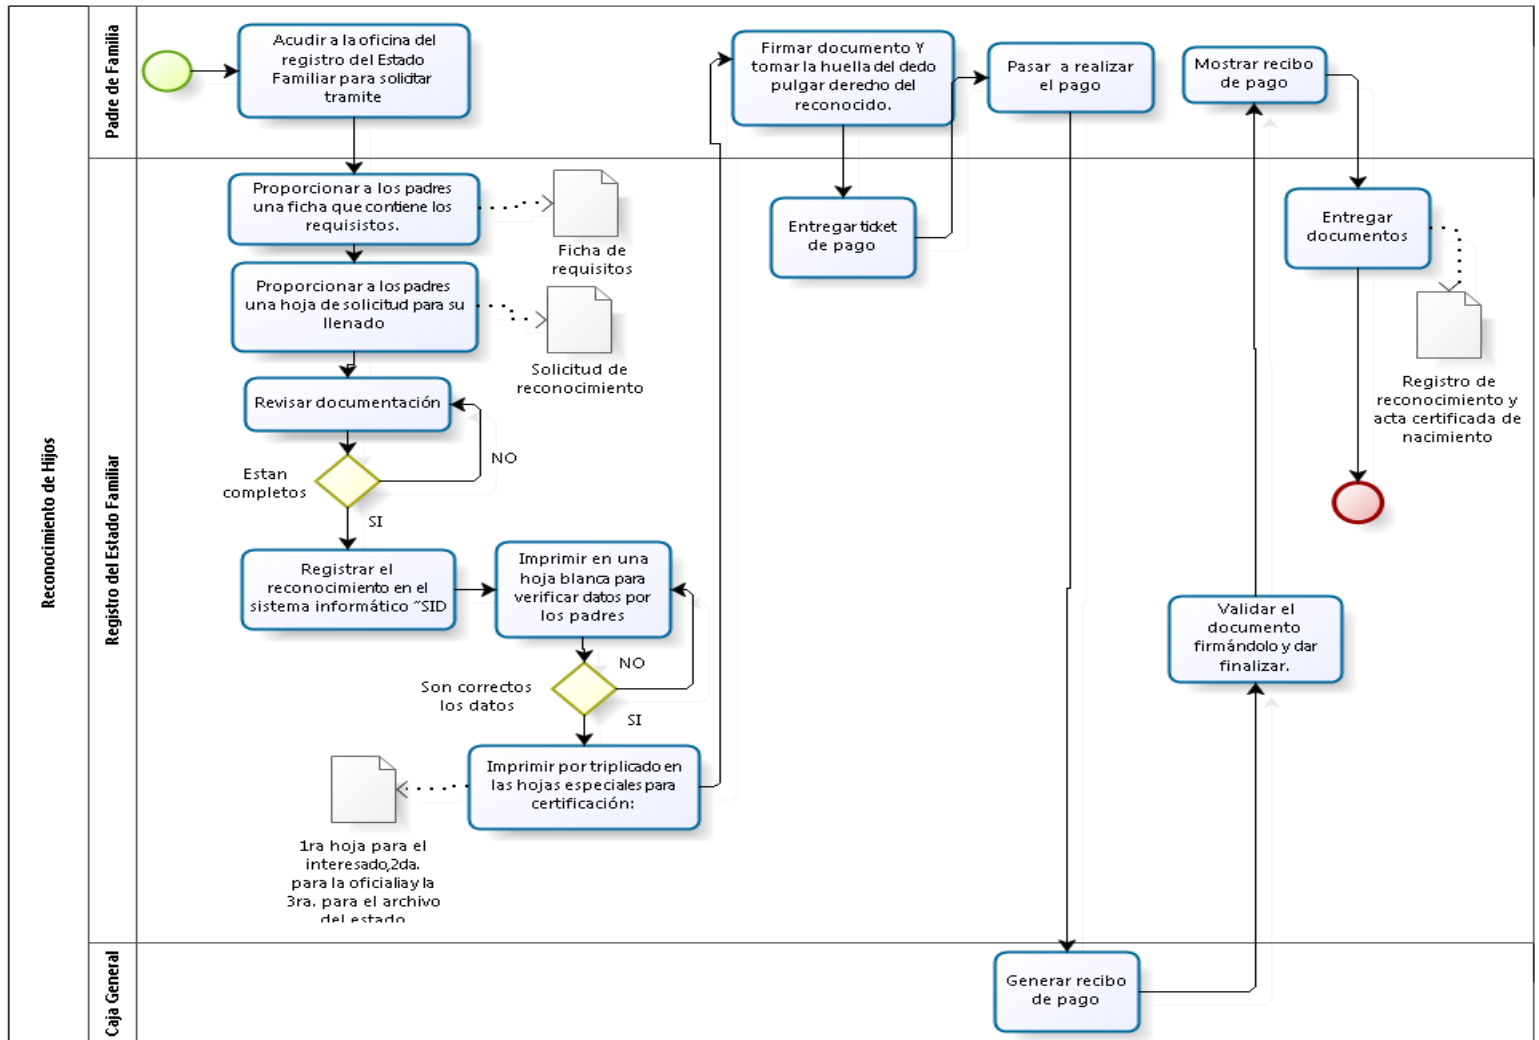 Reconocimiento de Hijos
Padre de Familia
Acudir a la oficina del
registro del Estado
Familiar para solicitar
tramite
Firmar documento Y
tomar la huella del dedo
pulgar derecho del
reconocido.
Pasar a realizar
el pago
Mostrar recibo
de pago
Registro del Estado Familiar
Proporcionar a los padres
una ficha que contiene los
requisistos.
Ficha de
requisitos
Proporcionar a los padres
una hoja de solicitud para su
llenado
Solicitud de
reconocimiento
Revisar documentación
Estan
completos
NO
SI
Registrar el
reconocimiento en el
sistema informático "SID
Imprimir en una
hoja blanca para
verificar datos por
los padres
Son correctos
los datos
NO
SI
Imprimir por triplicado en
las hojas especiales para
certificación:
1ra hoja para el
interesado,2da.
para la oficialia y la
3ra. para el archivo
del estado
Entregar ticket
de pago
Entregar
documentos
Registro de
reconocimiento y
acta certificada de
nacimiento
Validar el
documento
firmándolo y dar
finalizar.
Caja General
Generar recibo
de pago